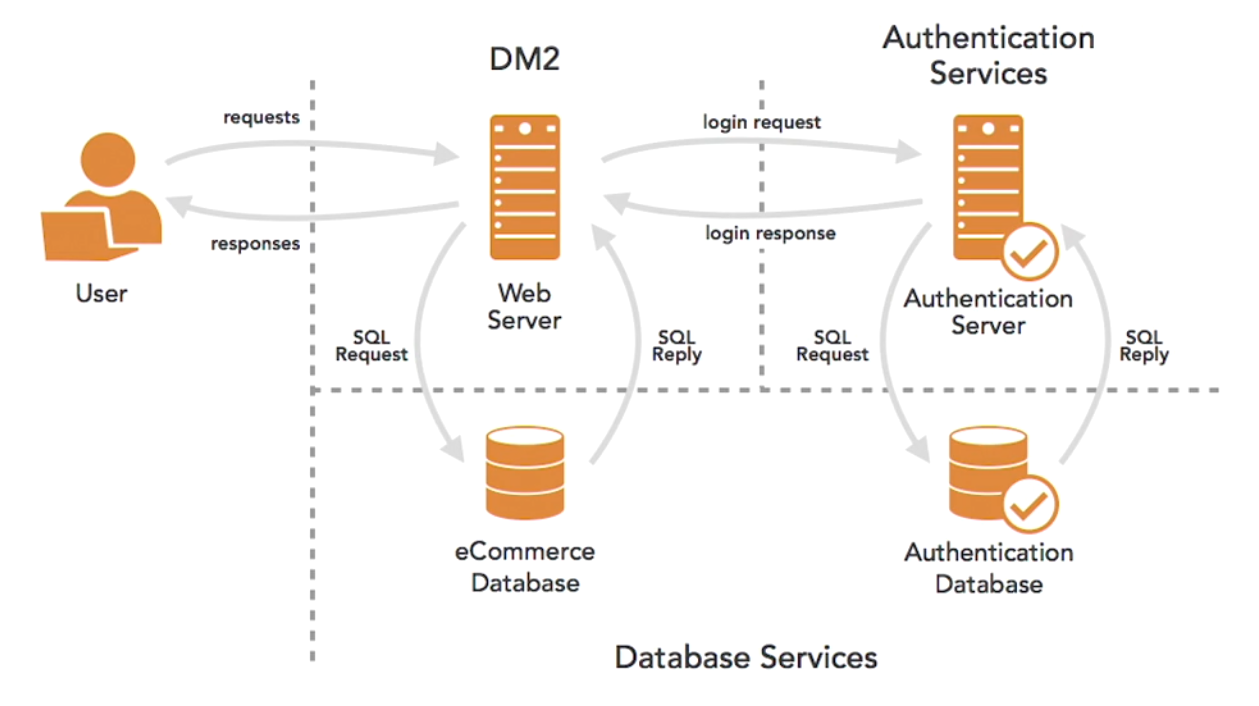 DM2
Authentication
Services
requests
login request
responses
login response
User
Web
Server
Authentication
Server
SQL
Request
SQL
Reply
SQL
Request
SQL
Reply
eCommerce
Database
Authentication
Database
Database Services